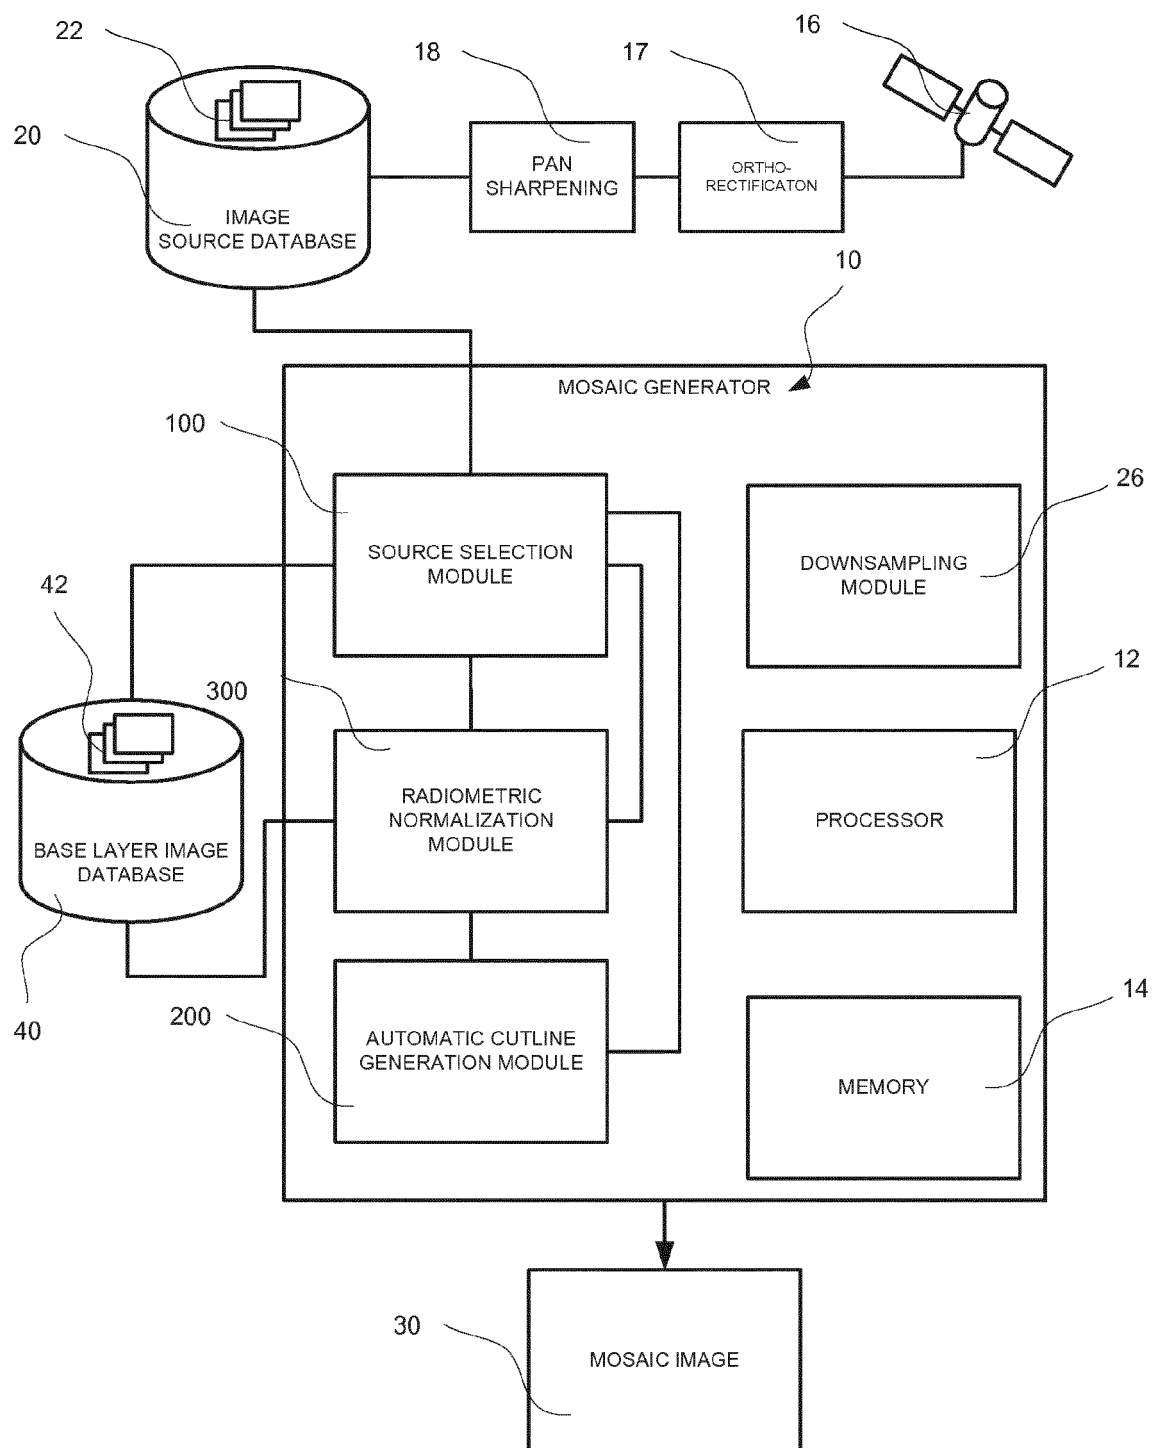 22
18
17
16
20
PAN
SHARPENING
ORTHO-
RECTIFICATON
IMAGE
SOURCE DATABASE
10
MOSAIC GENERATOR
100
26
SOURCE SELECTION
MODULE
DOWNSAMPLING
MODULE
42
12
300
RADIOMETRIC
NORMALIZATION
MODULE
PROCESSOR
BASE LAYER IMAGE
DATABASE
14
200
40
AUTOMATIC CUTLINE
GENERATION MODULE
MEMORY
30
MOSAIC IMAGE